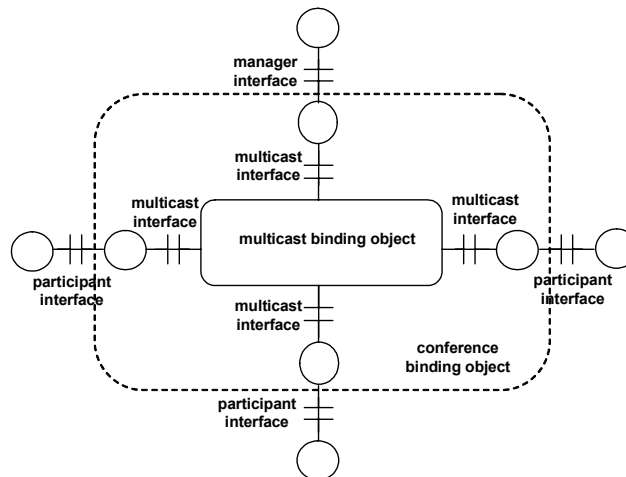 manager
interface
multicast
interface
multicast
interface
multicast
interface
multicast binding object
participant
interface
participant
interface
multicast
interface
conference
binding object
participant
interface